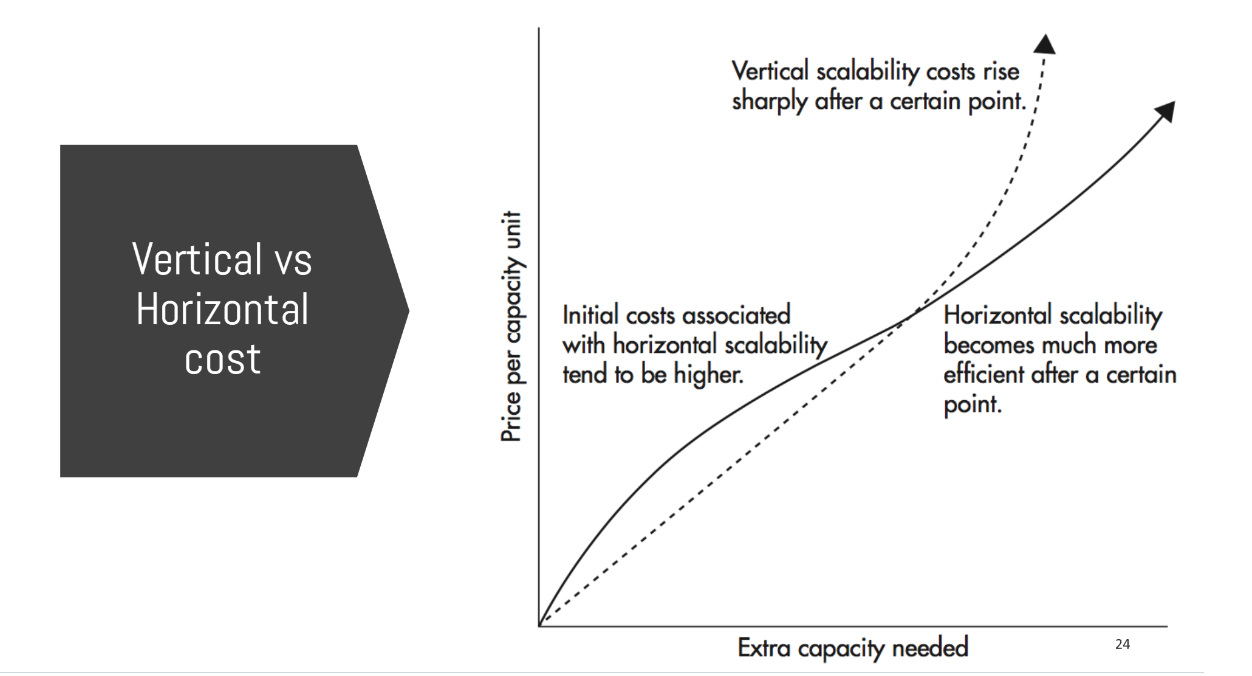 Vertical vs
Horizontal
cost
Vertical scalability costs rise
sharply after a certain point.
Price per capacity unit
Initial costs associated
with horizontal scalability
tend to be higher.
Horizontal scalability
becomes much more
efficient after a certain
point.
Extra capacity needed
24